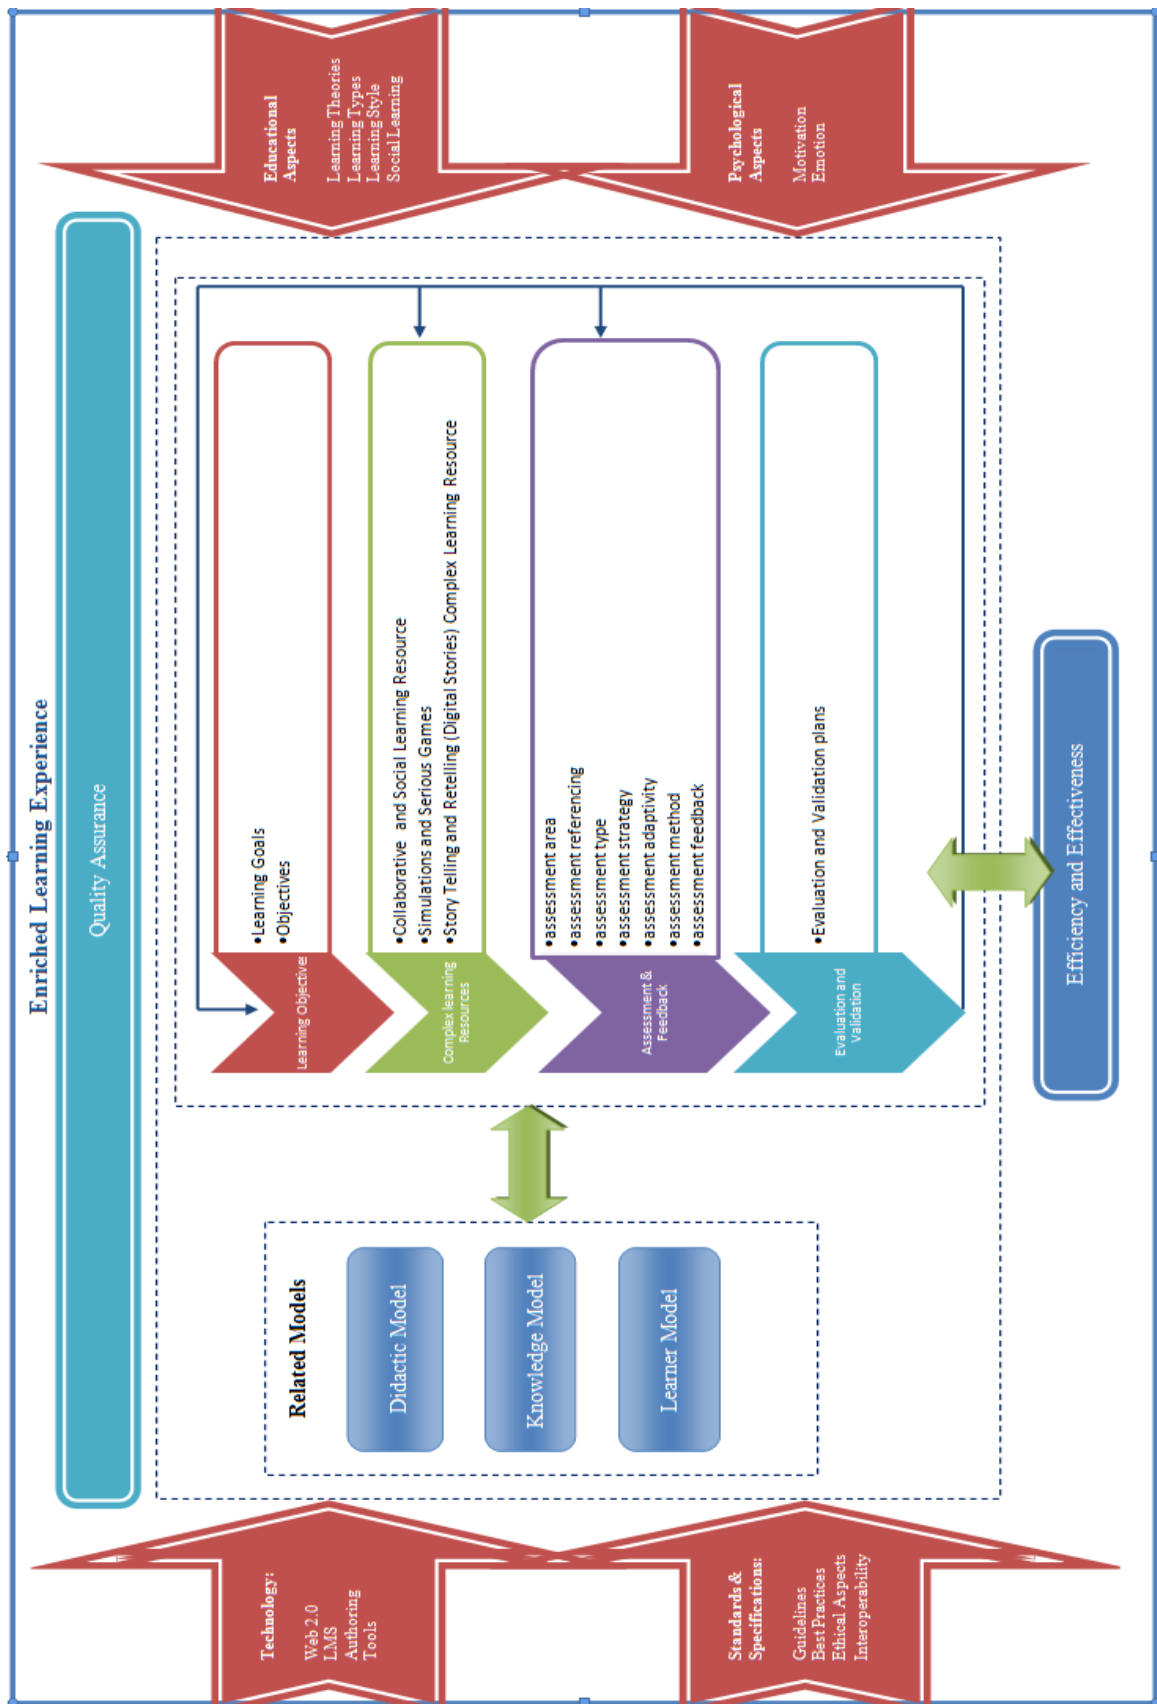 Enriched Learning Experience
Quality Assurance
Technology:
Web 2.0
LMS
Authoring
Tools
Standards &
Specifications:
Guidelines
Best Practices
Ethical Aspects
Interoperability
Related Models
Didactic Model
Knowledge Model
Learner Model
Learning Objectives
•Learning Goals
•Objectives
Complex learning
Resources
•Collaborative and Social Learning Resource
•Simulations and Serious Games
•Story Telling and Retelling (Digital Stories) Complex Learning Resource
Assessment &
Feedback
•assessment area
•assessment referencing
•assessment type
•assessment strategy
•assessment adaptivity
•assessment method
•assessment feedback
Evaluation and
Validation
•Evaluation and Validation plans
Educational
Aspects
Learning Theories
Learning Types
Learning Style
Social Learning
Psychological
Aspects
Motivation
Emotion
Efficiency and Effectiveness